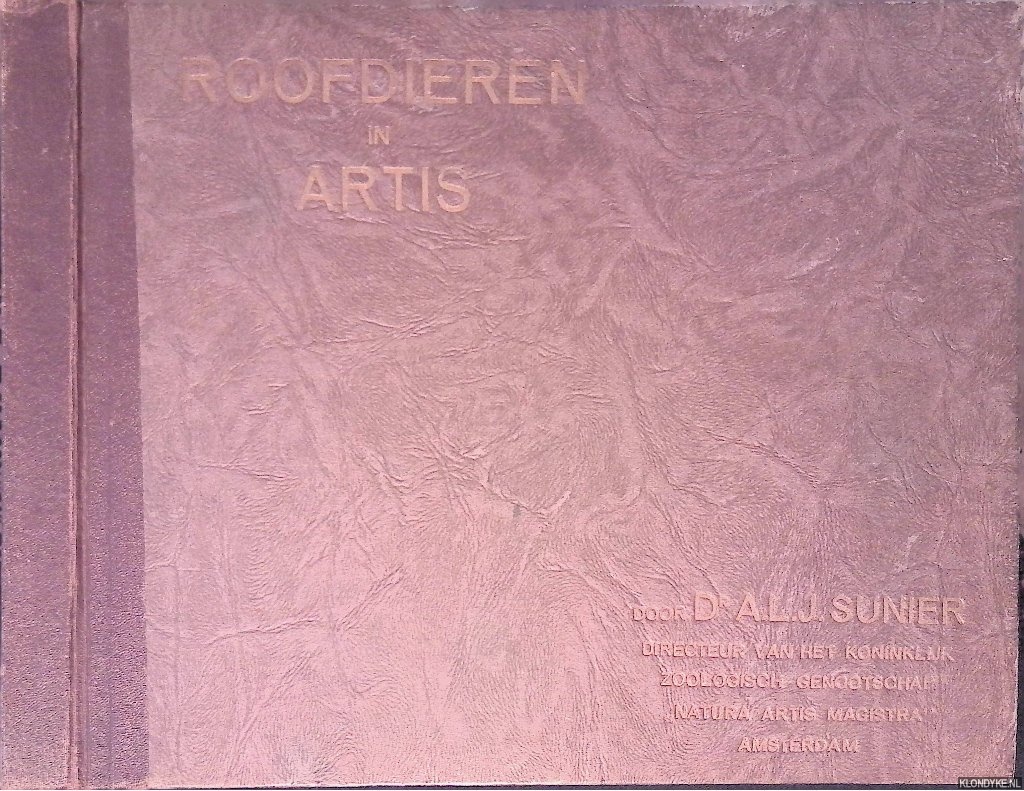 ROOFDIEREN
IN
ARTIS
DOOR Dr A.L.J. SUNIER
DIRECTEUR VAN HET KONINKLIJK
ZOOLOGISCH GENOOTSCHAP
„NATURA ARTIS MAGISTRA”
AMSTERDAM
KLONDYKE.NL